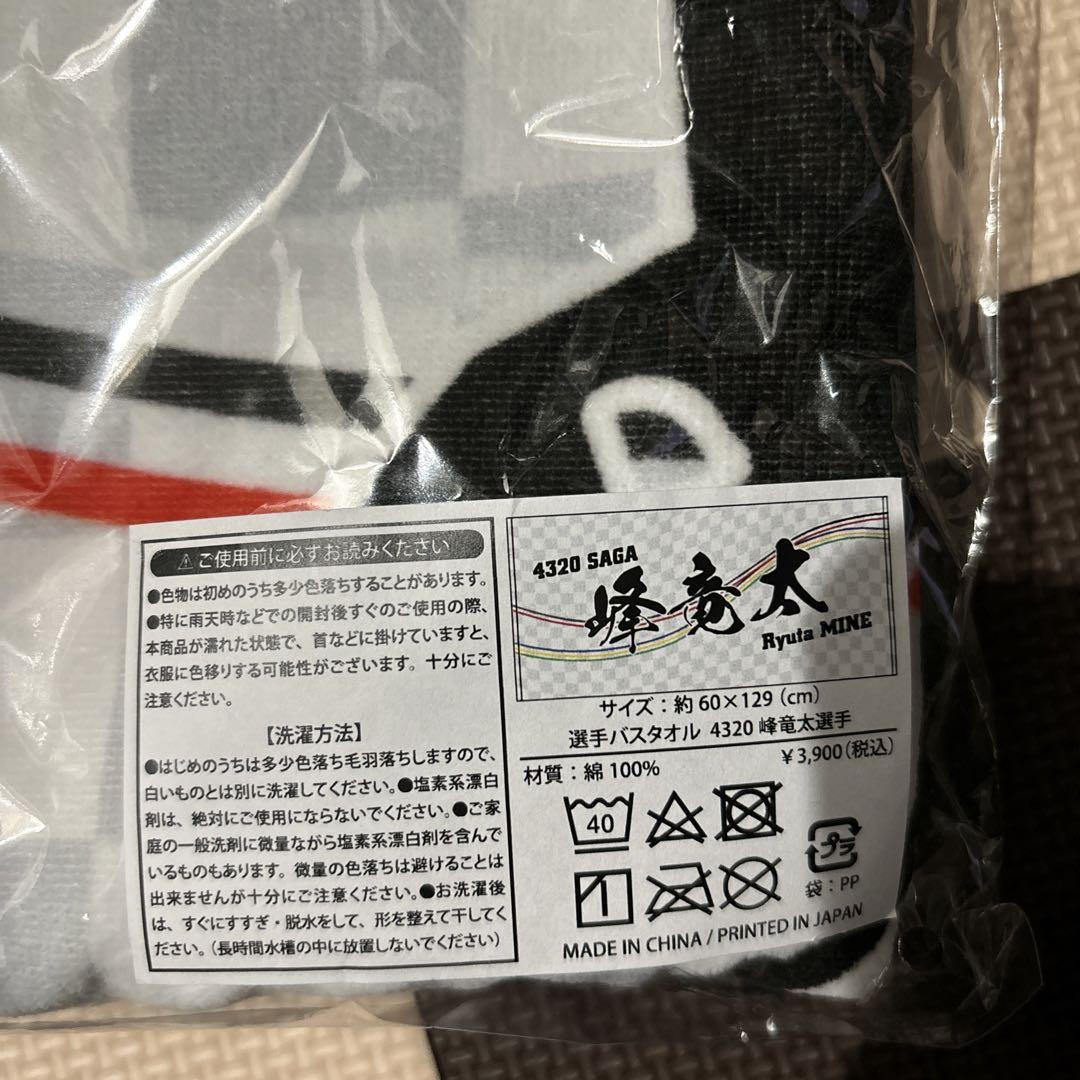 ⚠ご使用前に必ずお読みください
●色物は初めのうち多少色落ちすることがあります。
●特に雨天時などでの開封後すぐのご使用の際、
本商品が濡れた状態で、首などに掛けていますと、
衣服に色移りする可能性がございます。十分にご
注意ください。
【洗濯方法】
●はじめのうちは多少色落ち毛羽落ちしますので、
白いものとは別に洗濯してください。●塩素系漂白
剤は、絶対にご使用にならないでください。●ご家
庭の一般洗剤に微量ながら塩素系漂白剤を含んで
いるものもあります。微量の色落ちは避けることは
出来ませんが十分にご注意ください。●お洗濯後
は、すぐにすすぎ・脱水をして、形を整えて干してく
ださい。（長時間水槽の中に放置しないでください）
4320 SAGA
峰竜太
Ryuta MINE
サイズ：約60×129（cm）
選手バスタオル 4320 峰竜太選手
￥3,900（税込）
材質：綿100%
40
プラ
袋：PP
MADE IN CHINA / PRINTED IN JAPAN